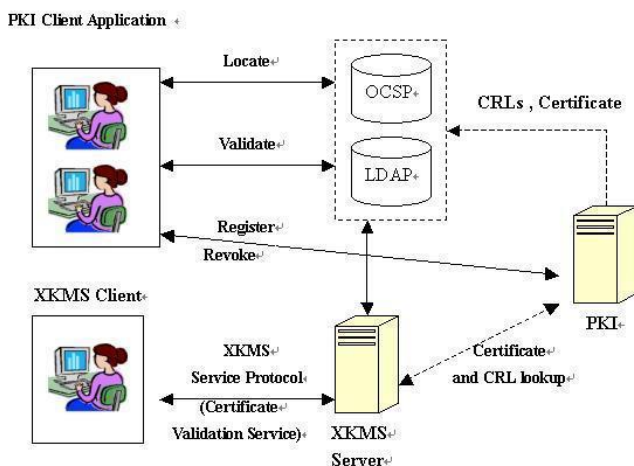 PKI Client Application ↲
Locate↵
OCSP↵
CRLs , Certificate
Validate↵
LDAP↵
Register↵
Revoke↵
XKMS Client↵
PKI↵
XKMS↵
Service Protocol↵
(Certificate↵
Validation Service)↵
Certificate↵
and CRL lookup↵
XKMS↵
Server↵